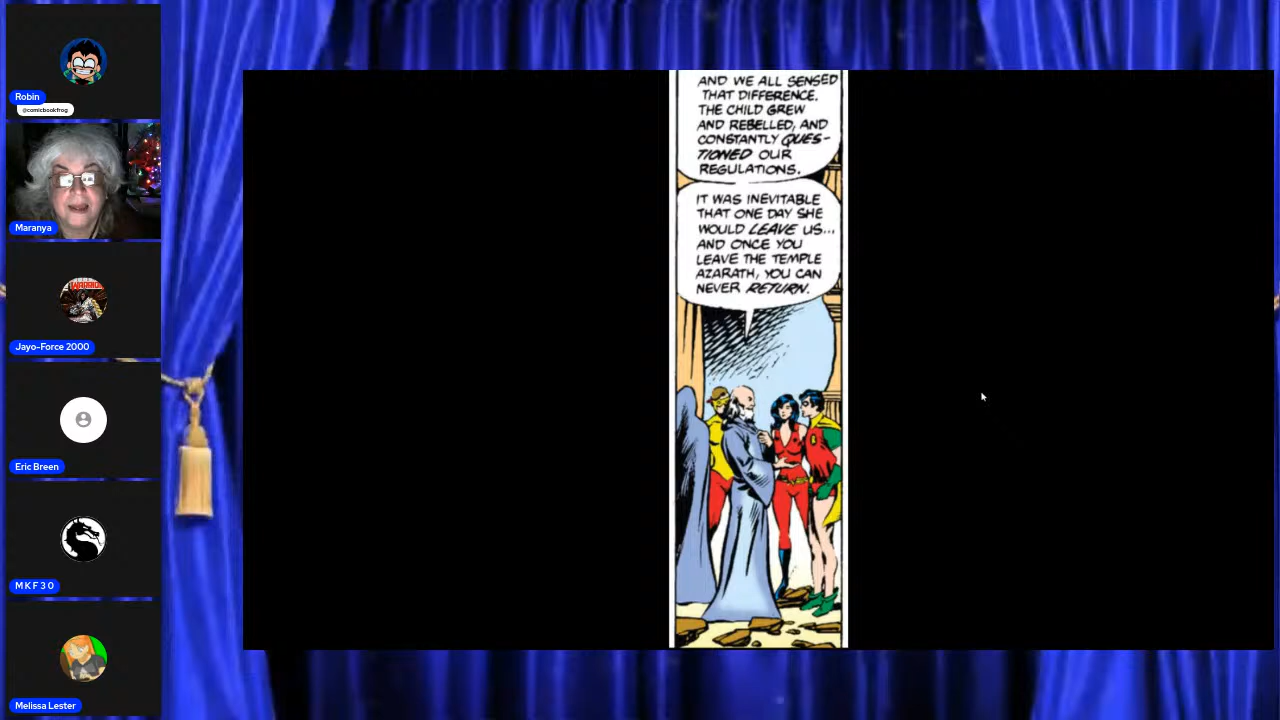 Robin
@comicbookfrog
Maranya
Jayo-Force 2000
Eric Breen
M K F 3 0
Melissa Lester
AND WE ALL SENSED
THAT DIFFERENCE.
THE CHILD GREW
AND REBELLED, AND
CONSTANTLY QUES-
TIONED OUR
REGULATIONS.
IT WAS INEVITABLE
THAT ONE DAY SHE
WOULD LEAVE US...
AND ONCE YOU
LEAVE THE TEMPLE
AZARATH, YOU CAN
NEVER RETURN.